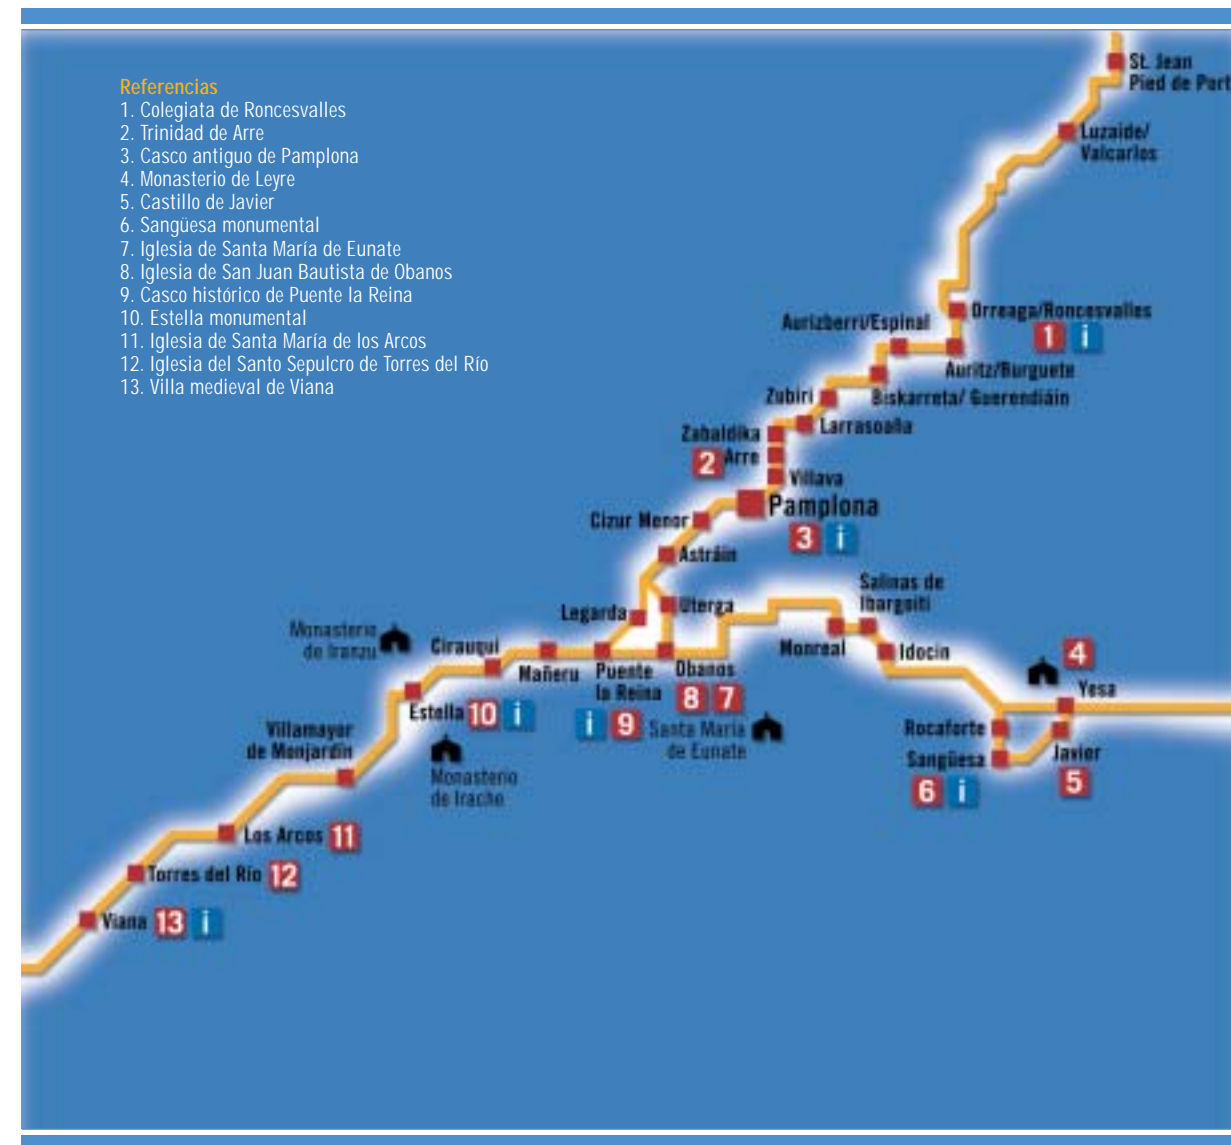 Referencias
1. Colegiata de Roncesvalles
2. Trinidad de Arre
3. Casco antiguo de Pamplona
4. Monasterio de Leyre
5. Castillo de Javier
6. Sangüesa monumental
7. Iglesia de Santa María de Eunate
8. Iglesia de San Juan Bautista de Obanos
9. Casco histórico de Puente la Reina
10. Estella monumental
11. Iglesia de Santa María de los Arcos
12. Iglesia del Santo Sepulcro de Torres del Río
13. Villa medieval de Viana
St. Jean
Pied de Port
Luzaide/
Valcarlos
Orreaga/Roncesvalles
1 i
Aurizberri/Espinal
Auritz/Burguete
Biskarreta/ Guerendiáin
Zubiri
Larrasoaña
Zabaldika
2 Arre
Villava
Pamplona
3 i
Cizur Menor
Astráin
Uterga
Legarda
Salinas de
Ibargoiti
Monreal
Idocin
4
Yesa
Rocaforte
Javier
5
Sangüesa
6 i
Obanos
8 7
Santa María
de Eunate
Puente
la Reina
i 9
Mañeru
Cirauqui
Monasterio
de Iranzu
Estella 10 i
Monasterio
de Irache
Villamayor
de Monjardín
Los Arcos 11
Torres del Río 12
Viana 13 i